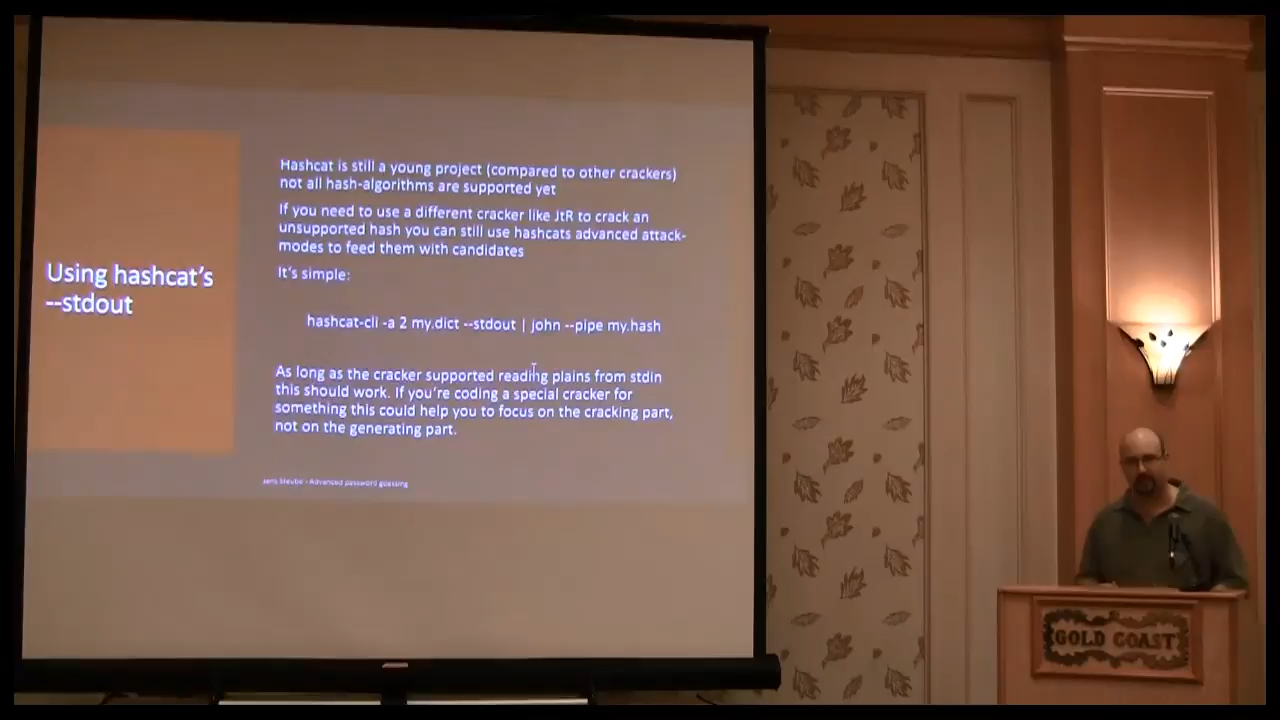 Using hashcat's
--stdout
Hashcat is still a young project (compared to other crackers)
not all hash-algorithms are supported yet
If you need to use a different cracker like JtR to crack an
unsupported hash you can still use hashcats advanced attack-
modes to feed them with candidates
It's simple:
hashcat-cli -a 2 my.dict --stdout | john --pipe my.hash
As long as the cracker supported reading plains from stdin
this should work. If you're coding a special cracker for
something this could help you to focus on the cracking part,
not on the generating part.
Jens Steube - Advanced password guessing
GOLD COAST